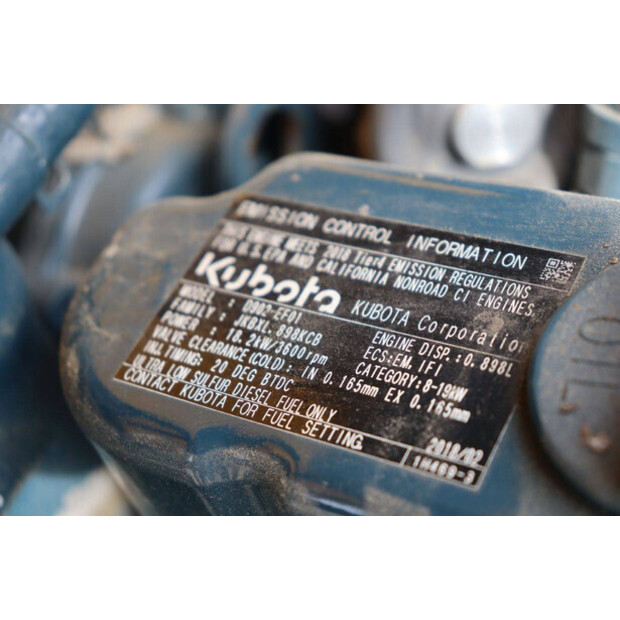 EMISSION CONTROL INFORMATION
THIS ENGINE MEETS 2018 Tier4 EMISSION REGULATIONS
FOR U.S. EPA AND CALIFORNIA NONROAD CI ENGINES.
Kubota KUBOTA Corporation
MODEL : D902-EF01 ENGINE DISP.:0.898L
FAMILY : JKBXL.898KCB ECS:EM,IFI
POWER : 16.2kW/3600rpm CATEGORY:8-19kW
VALVE CLEARANCE(COLD): IN 0.165mm EX 0.165mm
INJ.TIMING: 20 DEG BTDC
ULTRA LOW SULFUR DIESEL FUEL ONLY 2018/02
CONTACT KUBOTA FOR FUEL SETTING.
OIL